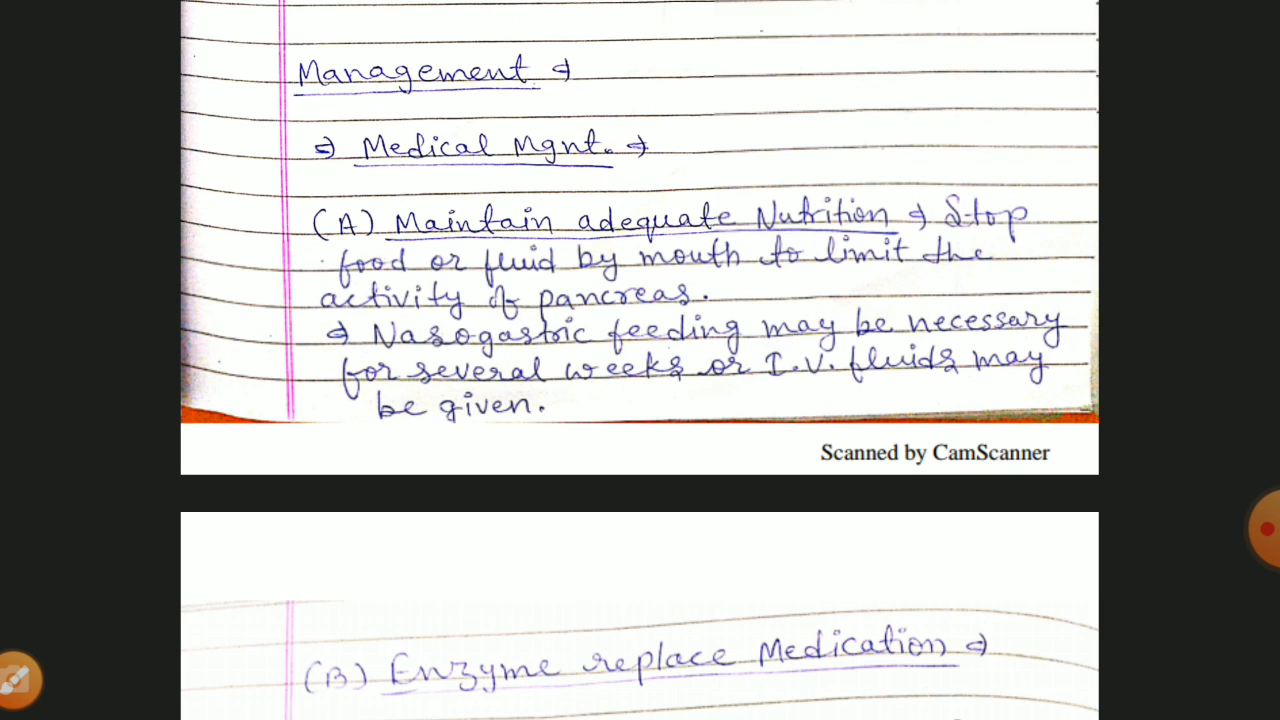 Management ⇒
⇒ Medical Mgnt. ⇒
(A) Maintain adequate Nutrition ⇒ Stop
food or fluid by mouth to limit the
activity of pancreas.
⇒ Nasogastric feeding may be necessary
for several weeks or I.V. fluids may
be given.
Scanned by CamScanner
(B) Enzyme replace Medication ⇒